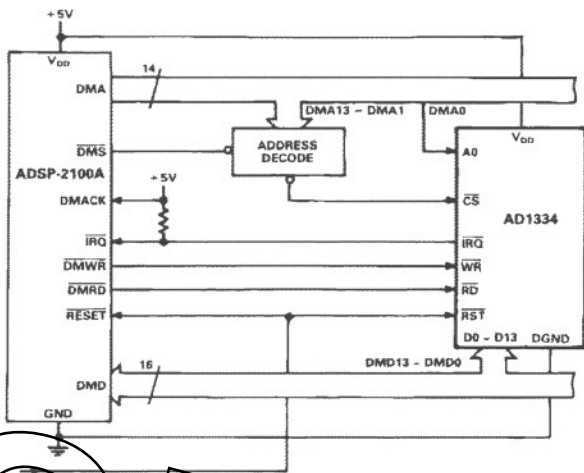 +5V
VDD
14
DMA
DMA13 – DMA1
DMA0
VDD
DMS
ADDRESS
DECODE
A0
ADSP-2100A
+5V
DMACK
CS
AD1334
IRQ
IRQ
DMWR
WR
DMRD
RD
RESET
RST
D0 – D13
DGND
16
DMD13 – DMD0
DMD
GND